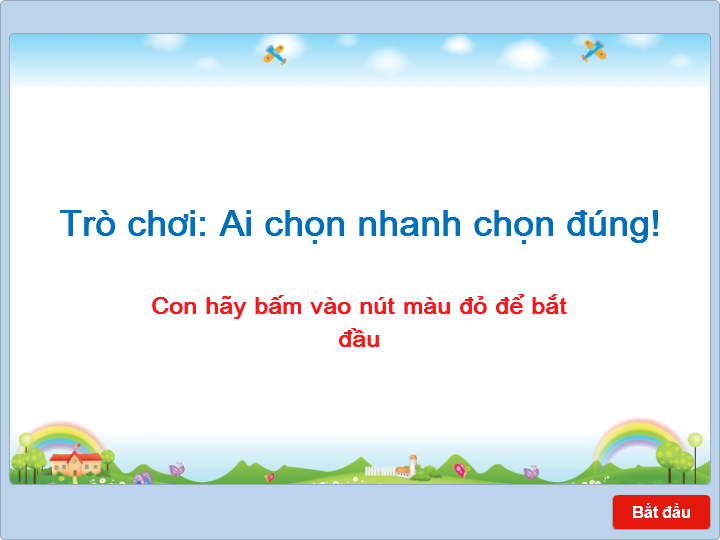 Trò chơi: Ai chọn nhanh chọn đúng!
Con hãy bấm vào nút màu đỏ để bắt
đầu
Bắt đầu